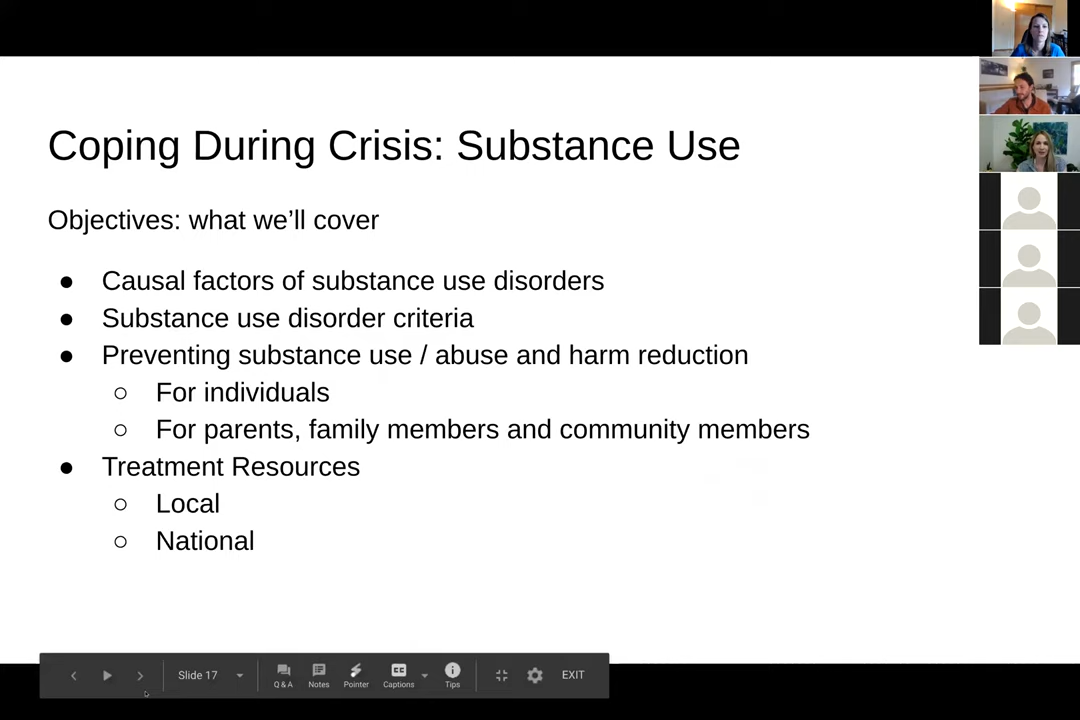 Coping During Crisis: Substance Use
Objectives: what we’ll cover
● Causal factors of substance use disorders
● Substance use disorder criteria
● Preventing substance use / abuse and harm reduction
○ For individuals
○ For parents, family members and community members
● Treatment Resources
○ Local
○ National
Slide 17
Q & A
Notes
Pointer
CC
Captions
Tips
EXIT